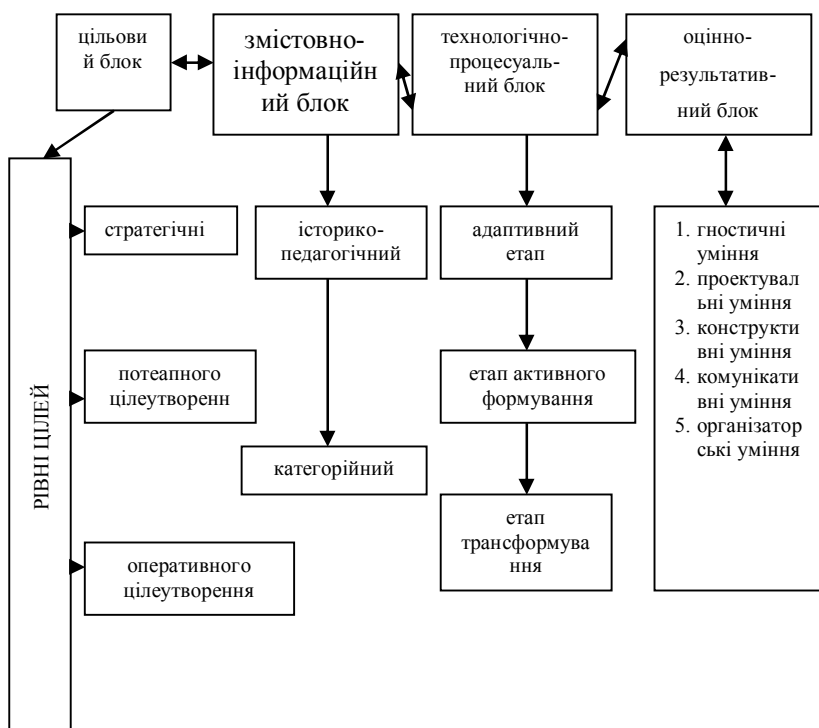 цільови
й блок
змістовно-
інформаційн
ий блок
технологічно-
процесуаль-
ний блок
оцінно-
результатив-
ний блок
РІВНІ ЦІЛЕЙ
стратегічні
потеапного
цілеутворенн
оперативного
цілеутворення
історико-
педагогічний
категорійний
адаптивний
етап
етап активного
формування
етап
трансформува
ння
1. гностичні
уміння
2. проектувал
ьні уміння
3. конструкти
вні уміння
4. комунікати
вні уміння
5. організатор
ські уміння